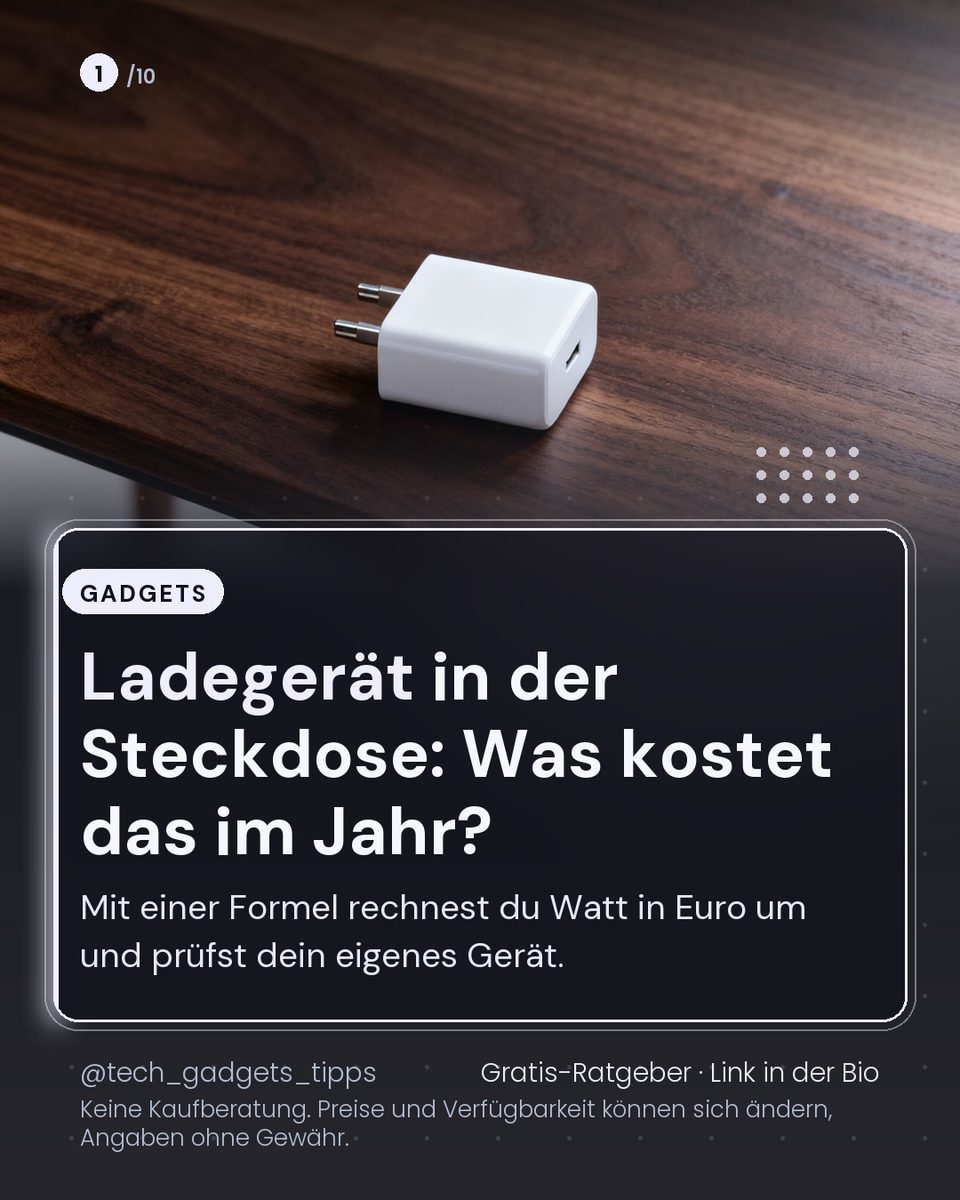 1 /10
GADGETS
Ladegerät in der
Steckdose: Was kostet
das im Jahr?
Mit einer Formel rechnest du Watt in Euro um
und prüfst dein eigenes Gerät.
@tech_gadgets_tipps
Gratis-Ratgeber · Link in der Bio
Keine Kaufberatung. Preise und Verfügbarkeit können sich ändern,
Angaben ohne Gewähr.